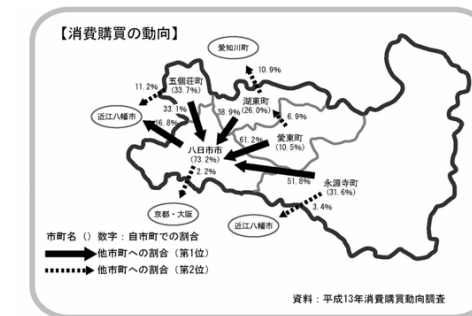 【消費購買の動向】
愛知川町
10.9%
五個荘町
(33.7%)
11.2%
湖東町
(26.0%)
近江八幡市
33.1%
38.9%
6.9%
16.8%
愛東町
(10.5%)
61.2%
八日市市
(73.2%)
2.2%
永源寺町
(31.6%)
51.8%
3.4%
京都・大阪
近江八幡市
市町名 () 数字:自市町での割合
他市町への割合(第1位)
他市町への割合(第2位)
資料:平成13年消費購買動向調査